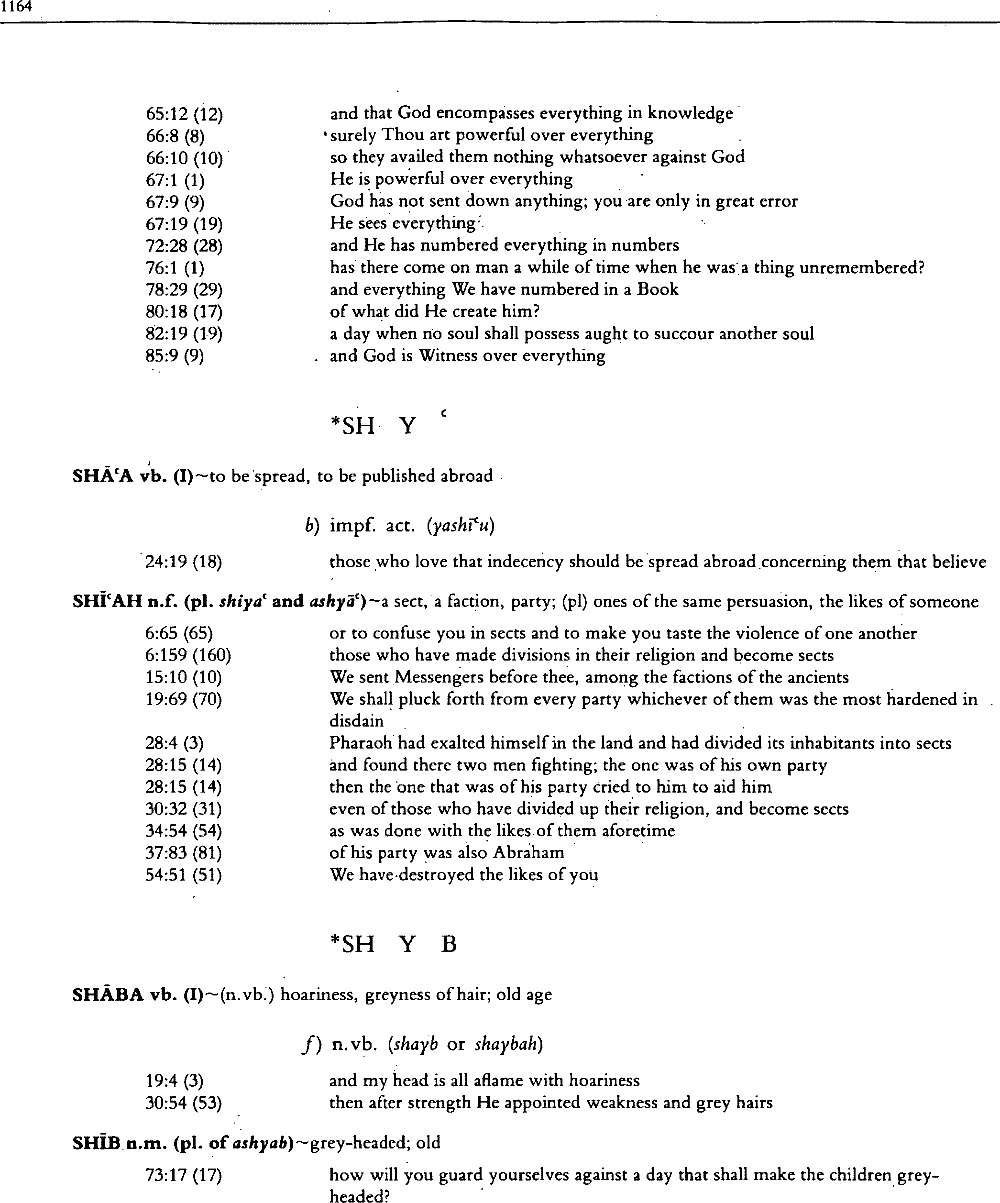 1164
65:12 (12) and that God encompasses everything in knowledge
66:8 (8) surely Thou art powerful over everything
66:10 (10) so they availed them nothing whatsoever against God
67:1 (1) He is powerful over everything
67:9 (9) God has not sent down anything; you are only in great error
67:19 (19) He sees everything
72:28 (28) and He has numbered everything in numbers
76:1 (1) has there come on man a while of time when he was a thing unremembered?
78:29 (29) and everything We have numbered in a Book
80:18 (17) of what did He create him?
82:19 (19) a day when no soul shall possess aught to succour another soul
85:9 (9) and God is Witness over everything
*SH Y ᶜ
SHĀᶜA vb. (I)~to be spread, to be published abroad
b) impf. act. (yashīᶜu)
24:19 (18) those who love that indecency should be spread abroad concerning them that believe
SHĪᶜAH n.f. (pl. shiyaᶜ and ashyāᶜ)~a sect, a faction, party; (pl) ones of the same persuasion, the likes of someone
6:65 (65) or to confuse you in sects and to make you taste the violence of one another
6:159 (160) those who have made divisions in their religion and become sects
15:10 (10) We sent Messengers before thee, among the factions of the ancients
19:69 (70) We shall pluck forth from every party whichever of them was the most hardened in
disdain
28:4 (3) Pharaoh had exalted himself in the land and had divided its inhabitants into sects
28:15 (14) and found there two men fighting; the one was of his own party
28:15 (14) then the one that was of his party cried to him to aid him
30:32 (31) even of those who have divided up their religion, and become sects
34:54 (54) as was done with the likes of them aforetime
37:83 (81) of his party was also Abraham
54:51 (51) We have destroyed the likes of you
*SH Y B
SHĀBA vb. (I)~(n.vb.) hoariness, greyness of hair; old age
f) n.vb. (shayb or shaybah)
19:4 (3) and my head is all aflame with hoariness
30:54 (53) then after strength He appointed weakness and grey hairs
SHĪB n.m. (pl. of ashyab)~grey-headed; old
73:17 (17) how will you guard yourselves against a day that shall make the children grey-
headed?